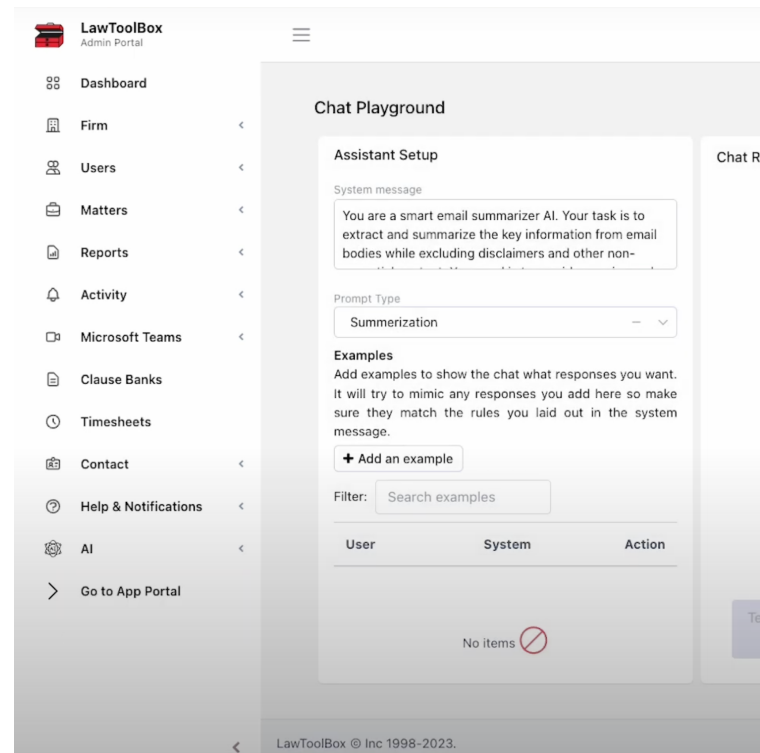 LawToolBox
Admin Portal
Dashboard
Firm
Users
Matters
Reports
Activity
Microsoft Teams
Clause Banks
Timesheets
Contact
Help & Notifications
AI
Go to App Portal
Chat Playground
Assistant Setup
System message
You are a smart email summarizer AI. Your task is to
extract and summarize the key information from email
bodies while excluding disclaimers and other non-
Prompt Type
Summerization
Examples
Add examples to show the chat what responses you want.
It will try to mimic any responses you add here so make
sure they match the rules you laid out in the system
message.
+ Add an example
Filter: Search examples
User System Action
No items
Chat R
Te
LawToolBox © Inc 1998-2023.